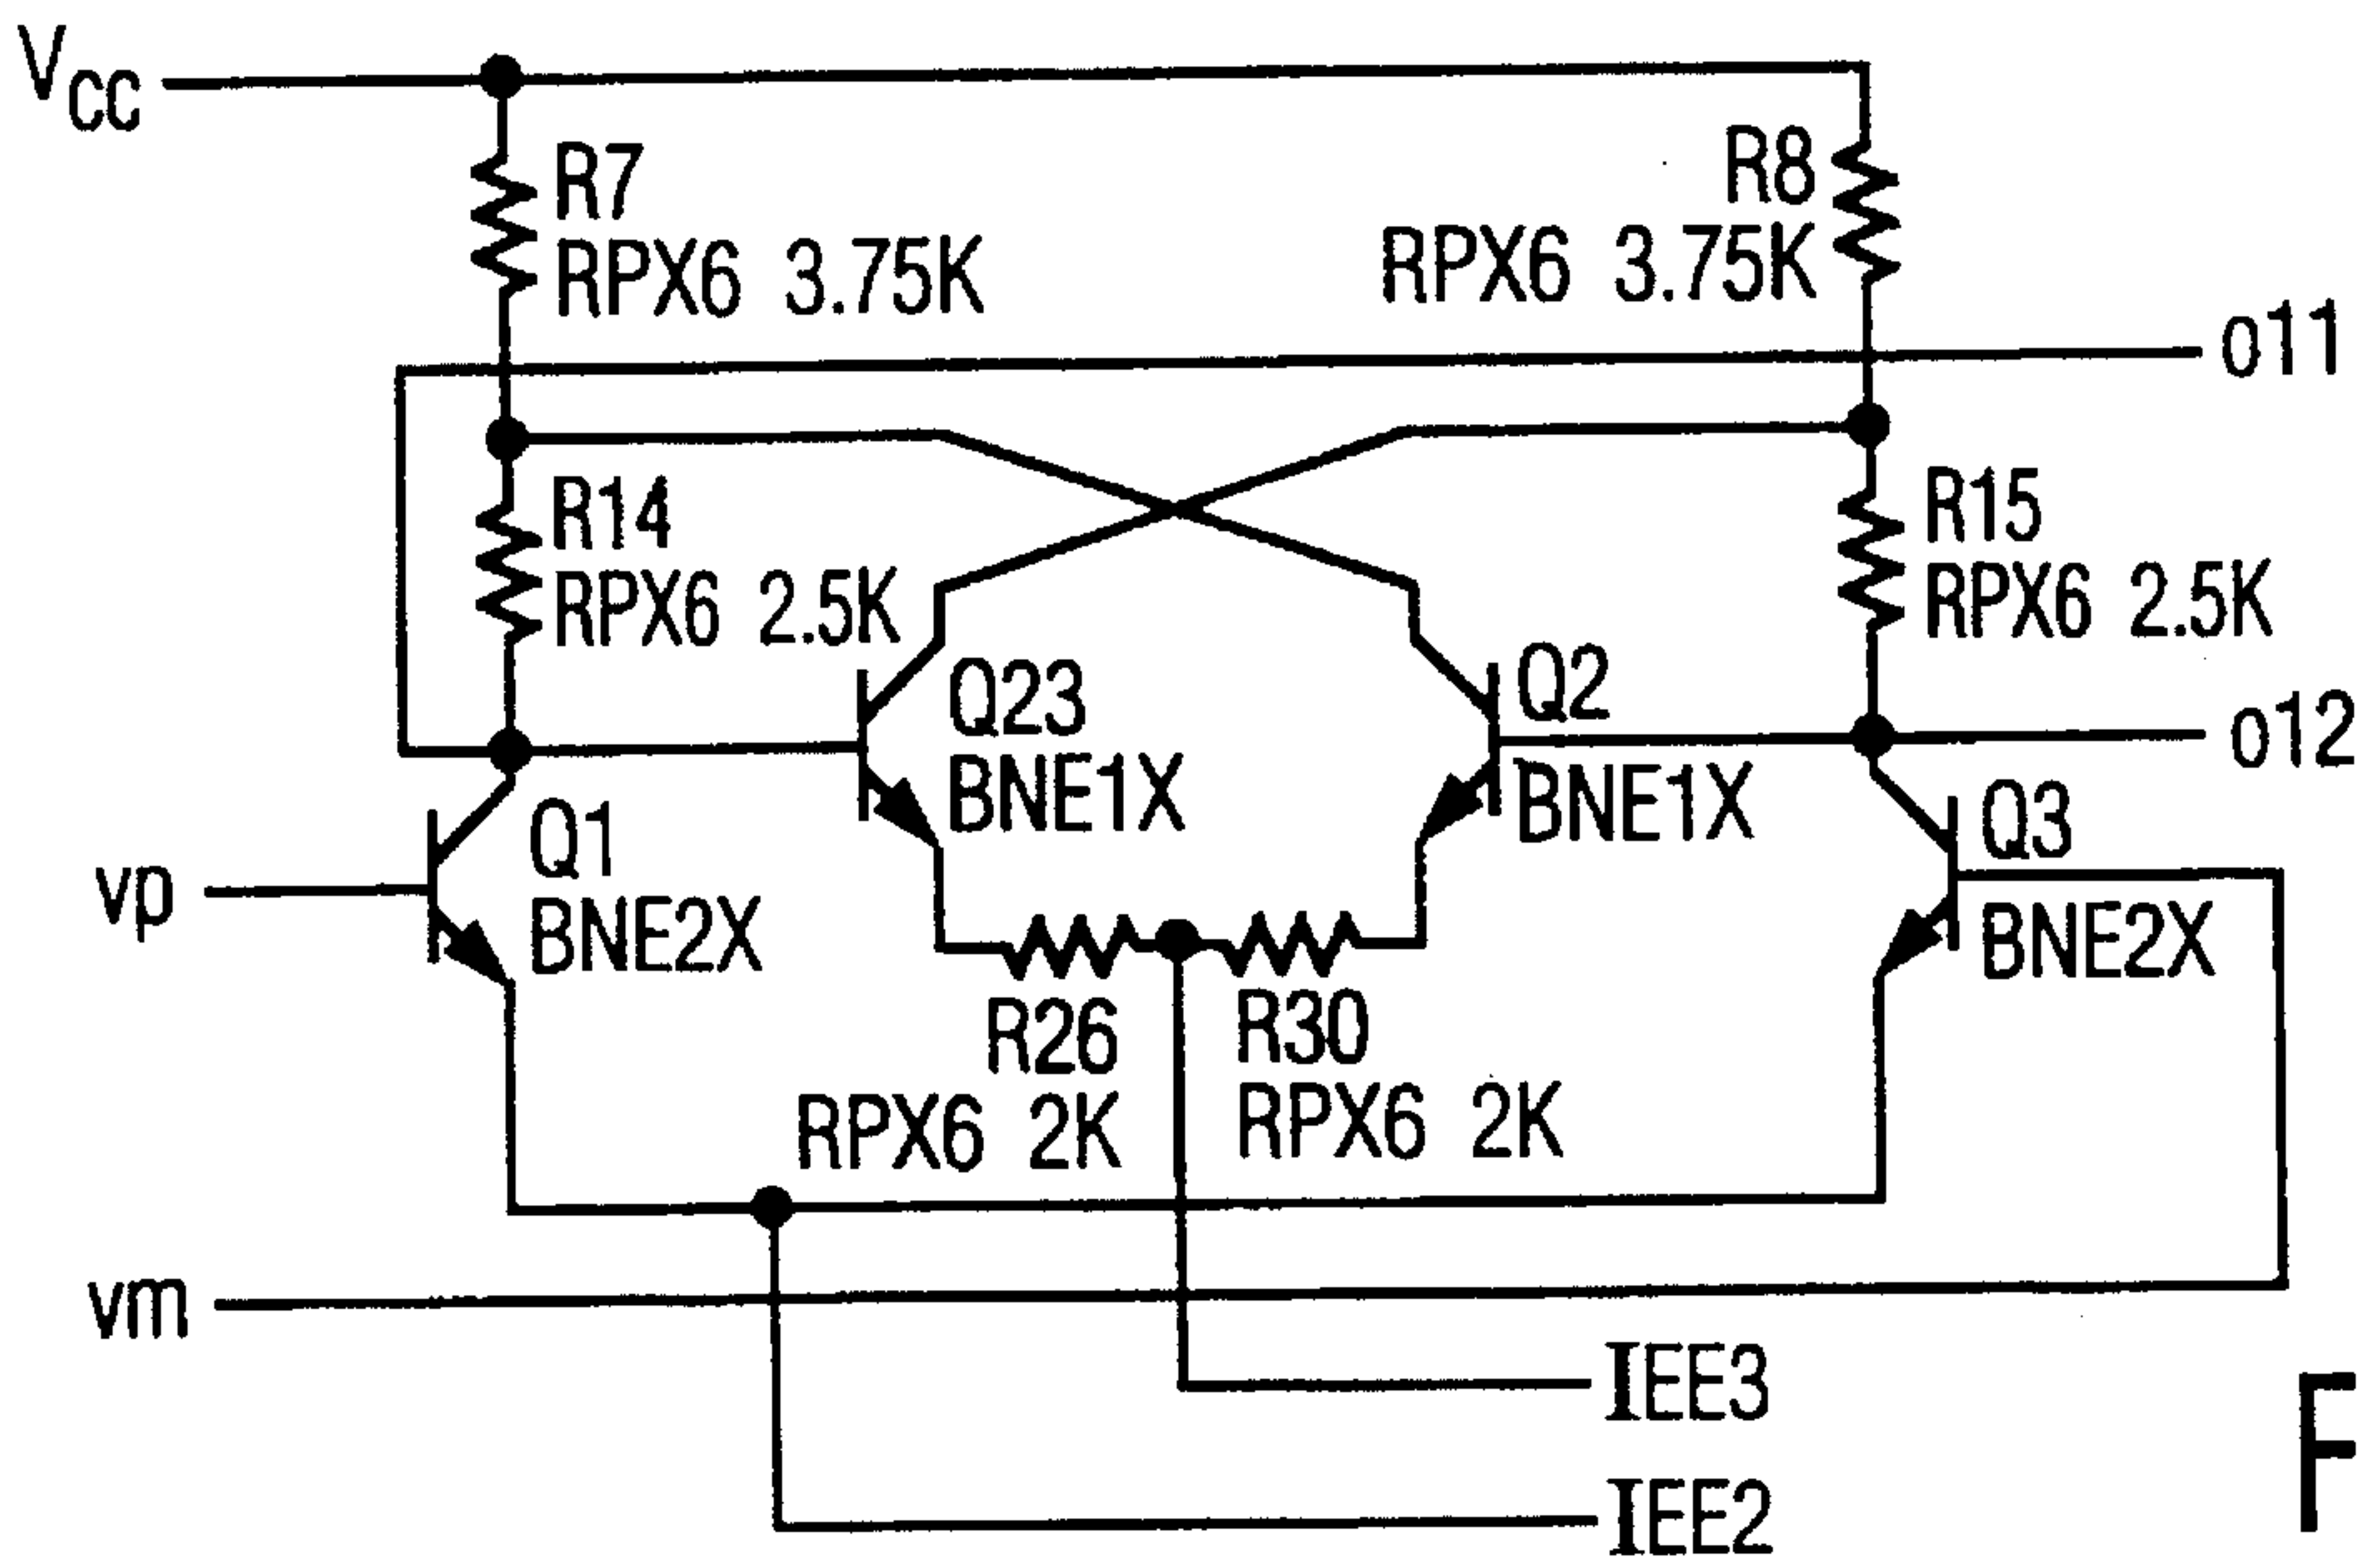 VCC
R7
RPX6 3.75K
R8
RPX6 3.75K
o11
R14
RPX6 2.5K
R15
RPX6 2.5K
Q23
BNE1X
Q2
BNE1X
o12
Q1
BNE2X
vp
Q3
BNE2X
R26
RPX6 2K
R30
RPX6 2K
vm
IEE3
IEE2
F